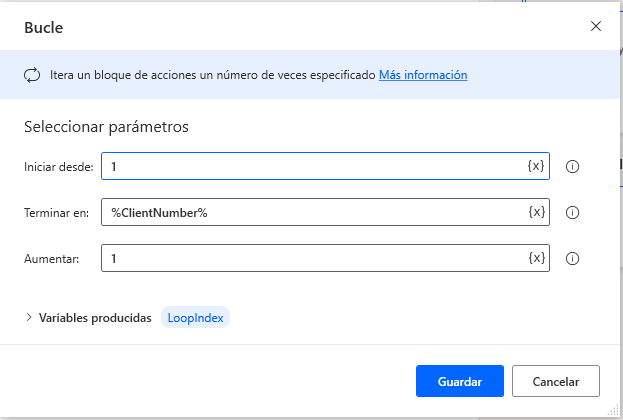 Bucle
Itera un bloque de acciones un número de veces especificado Más información
Seleccionar parámetros
Iniciar desde: 1 {x}
Terminar en: %ClientNumber% {x}
Aumentar: 1 {x}
Variables producidas LoopIndex
Guardar Cancelar